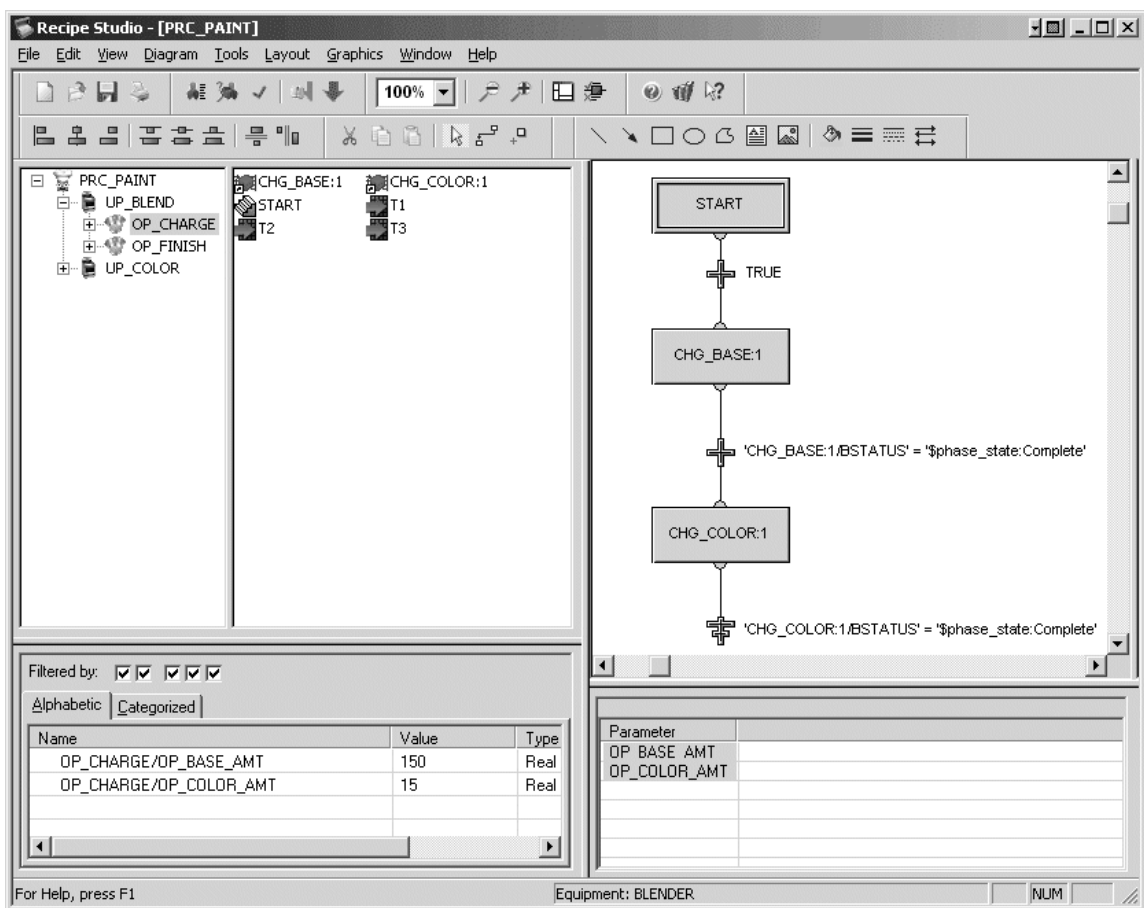 Recipe Studio - [PRC_PAINT]
File Edit View Diagram Tools Layout Graphics Window Help
100%
PRC_PAINT
UP_BLEND
OP_CHARGE
OP_FINISH
UP_COLOR
CHG_BASE:1 CHG_COLOR:1
START T1
T2 T3
START
TRUE
CHG_BASE:1
'CHG_BASE:1/BSTATUS' = '$phase_state:Complete'
CHG_COLOR:1
'CHG_COLOR:1/BSTATUS' = '$phase_state:Complete'
Filtered by:
Alphabetic Categorized
Name Value Type
OP_CHARGE/OP_BASE_AMT 150 Real
OP_CHARGE/OP_COLOR_AMT 15 Real
Parameter
OP_BASE_AMT
OP_COLOR_AMT
For Help, press F1 Equipment: BLENDER NUM